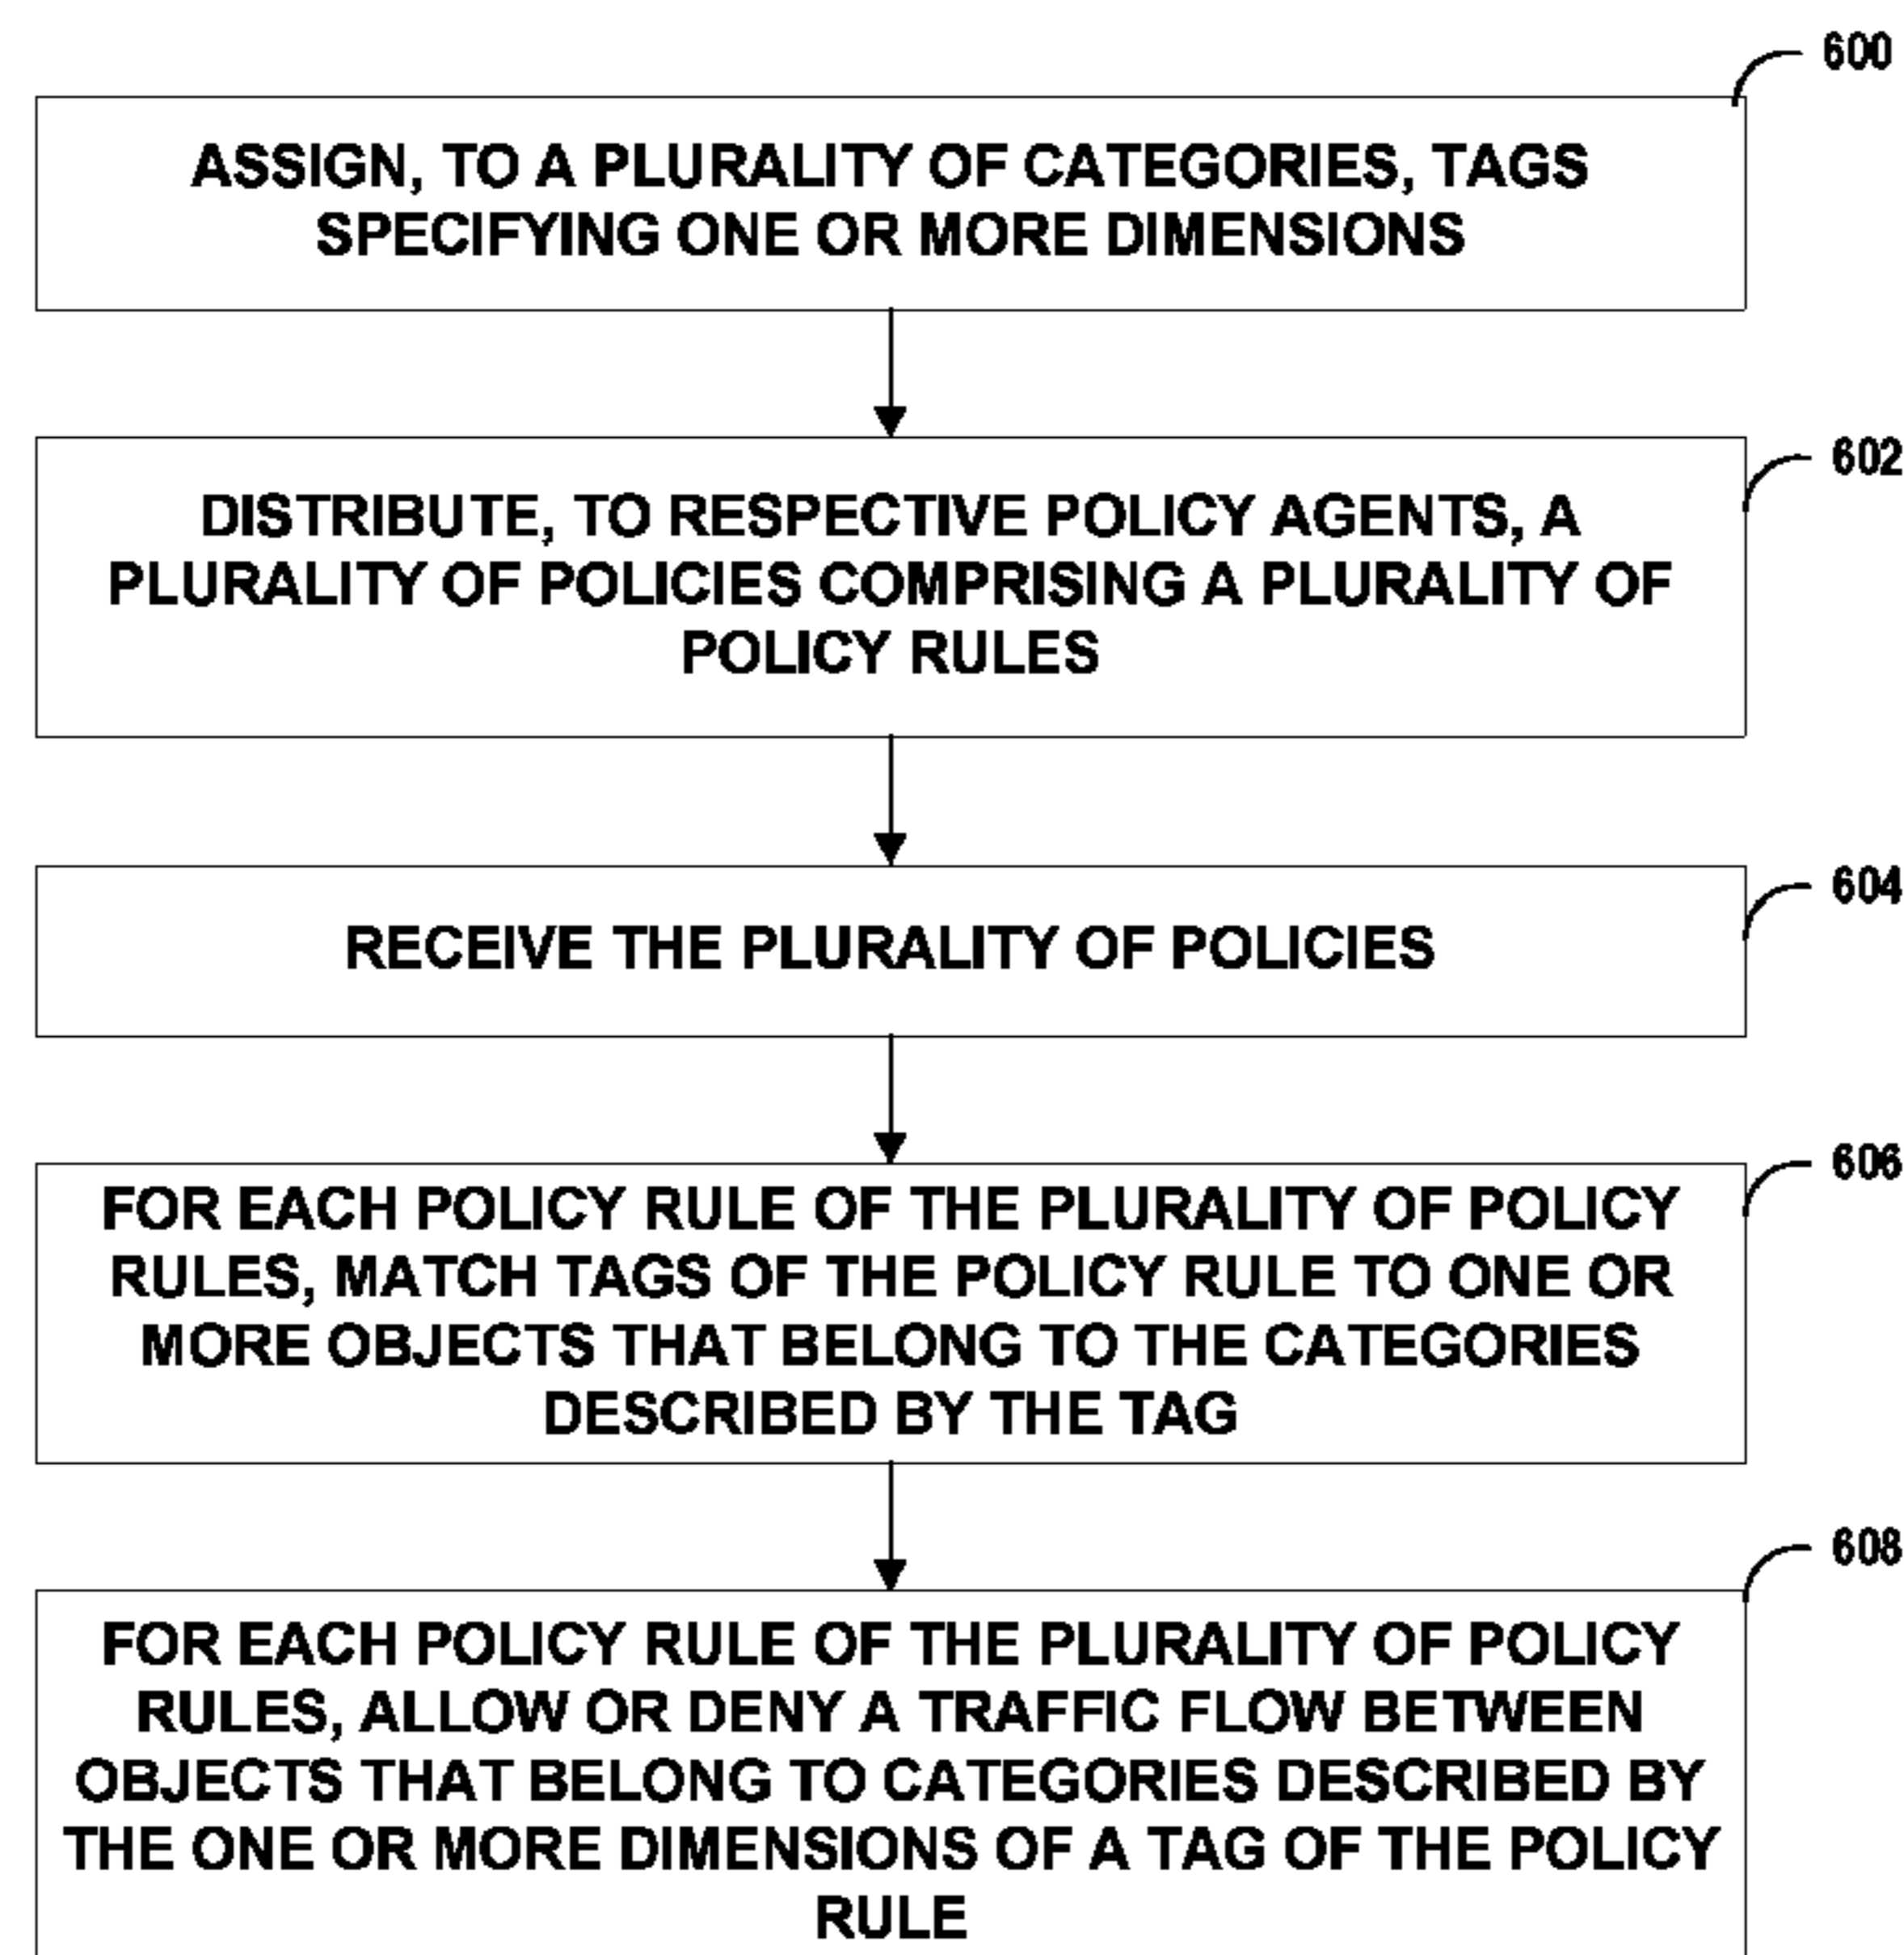 600
ASSIGN, TO A PLURALITY OF CATEGORIES, TAGS
SPECIFYING ONE OR MORE DIMENSIONS
602
DISTRIBUTE, TO RESPECTIVE POLICY AGENTS, A
PLURALITY OF POLICIES COMPRISING A PLURALITY OF
POLICY RULES
604
RECEIVE THE PLURALITY OF POLICIES
606
FOR EACH POLICY RULE OF THE PLURALITY OF POLICY
RULES, MATCH TAGS OF THE POLICY RULE TO ONE OR
MORE OBJECTS THAT BELONG TO THE CATEGORIES
DESCRIBED BY THE TAG
608
FOR EACH POLICY RULE OF THE PLURALITY OF POLICY
RULES, ALLOW OR DENY A TRAFFIC FLOW BETWEEN
OBJECTS THAT BELONG TO CATEGORIES DESCRIBED BY
THE ONE OR MORE DIMENSIONS OF A TAG OF THE POLICY
RULE